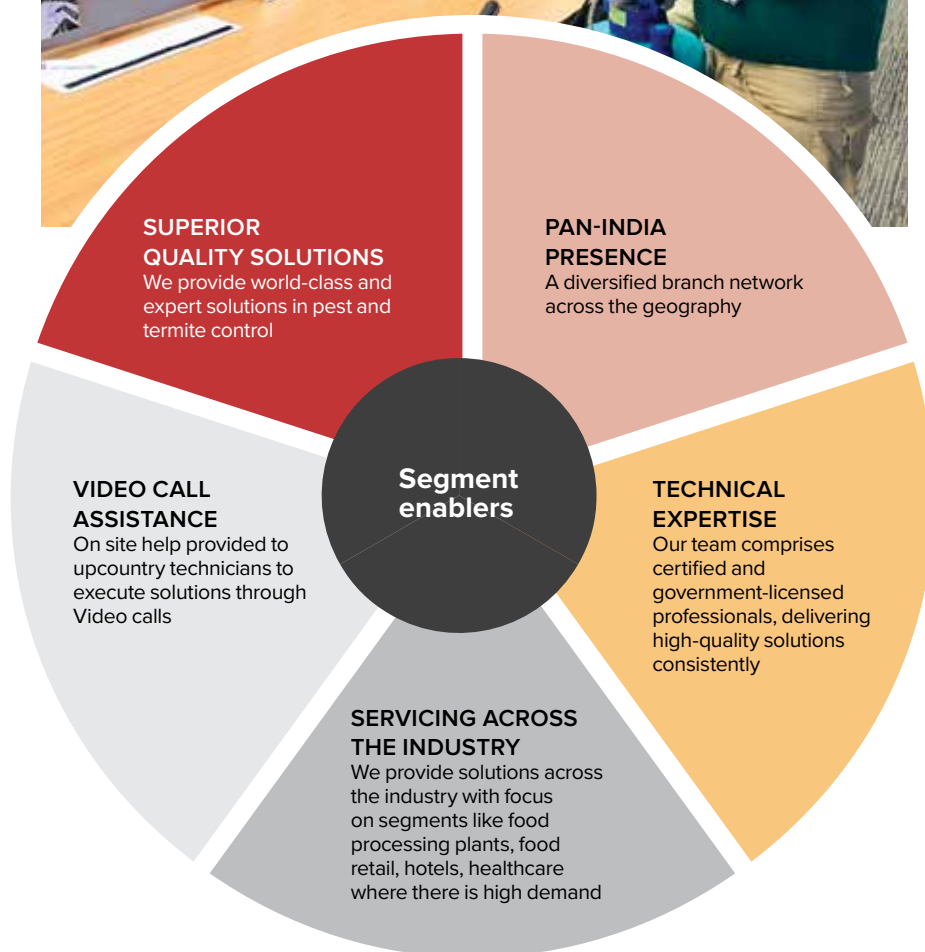 SUPERIOR
QUALITY SOLUTIONS
We provide world-class and
expert solutions in pest and
termite control
PAN-INDIA
PRESENCE
A diversified branch network
across the geography
TECHNICAL
EXPERTISE
Our team comprises
certified and
government-licensed
professionals, delivering
high-quality solutions
consistently
SERVICING ACROSS
THE INDUSTRY
We provide solutions across
the industry with focus
on segments like food
processing plants, food
retail, hotels, healthcare
where there is high demand
VIDEO CALL
ASSISTANCE
On site help provided to
upcountry technicians to
execute solutions through
Video calls
Segment
enablers